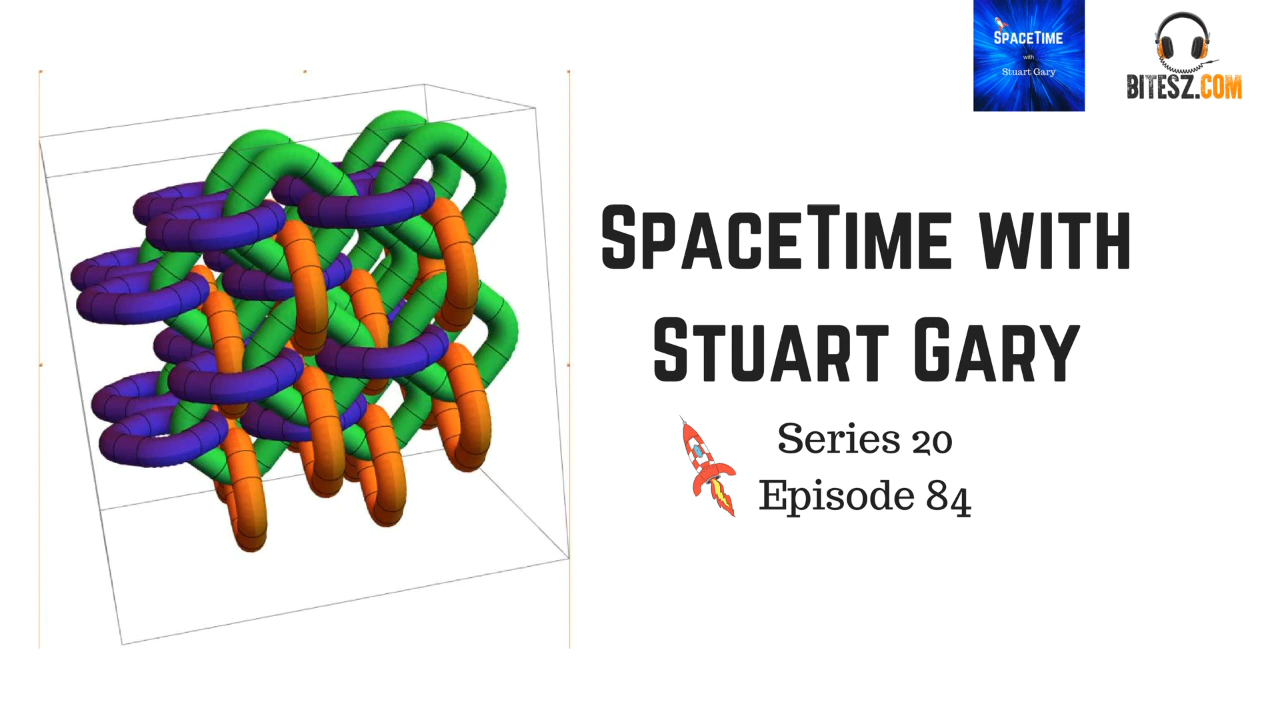 SPACETIME
with
Stuart Gary
BITESZ.COM
SPACETIME WITH
STUART GARY
Series 20
Episode 84